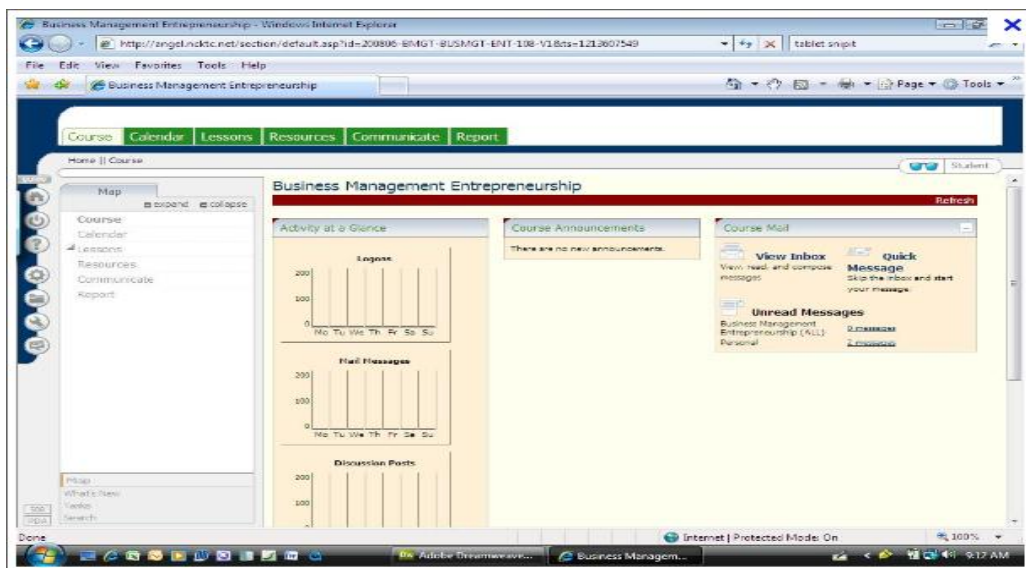 Business Management Entrepreneurship - Windows Internet Explorer
http://angel.ncktc.net/section/default.asp?id=200806-BMGT-BUSMGT-ENT-108-V1&ts=1213607549
tablet snipit
File Edit View Favorites Tools Help
Business Management Entrepreneurship
Page Tools
Course Calendar Lessons Resources Communicate Report
Home || Course
Student
Map
expand collapse
Course
Calendar
Lessons
Resources
Communicate
Report
Map
What's New
Tasks
Search
PDA
Business Management Entrepreneurship
Refresh
Activity at a Glance
Logons
200
100
0
Mo Tu We Th Fr Sa Su
Mail Messages
200
100
0
Mo Tu We Th Fr Sa Su
Discussion Posts
200
100
0
Course Announcements
There are no new announcements.
Course Mail
View Inbox
View, read, and compose messages
Quick Message
Skip the inbox and start your message.
Unread Messages
Business Management Entrepreneurship (ALL)
0 messages
Personal
2 messages
Done
Internet | Protected Mode: On
100%
Adobe Dreamweave...
Business Managem...
9:12 AM